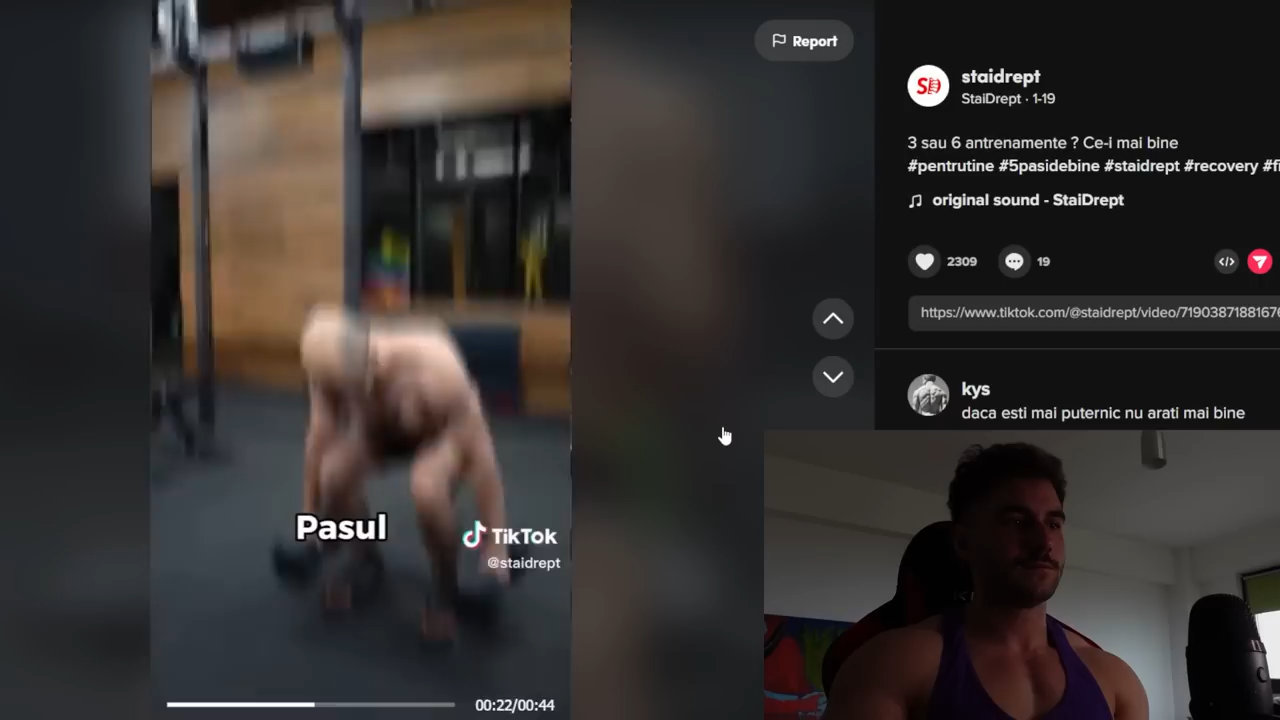 Pasul
TikTok
@staidrept
00:22/00:44
Report
staidrept
StaiDrept · 1-19
3 sau 6 antrenamente ? Ce-i mai bine
#pentrutine #5pasidebine #staidrept #recovery #fi
original sound - StaiDrept
2309
19
https://www.tiktok.com/@staidrept/video/71903871881676
kys
daca esti mai puternic nu arati mai bine